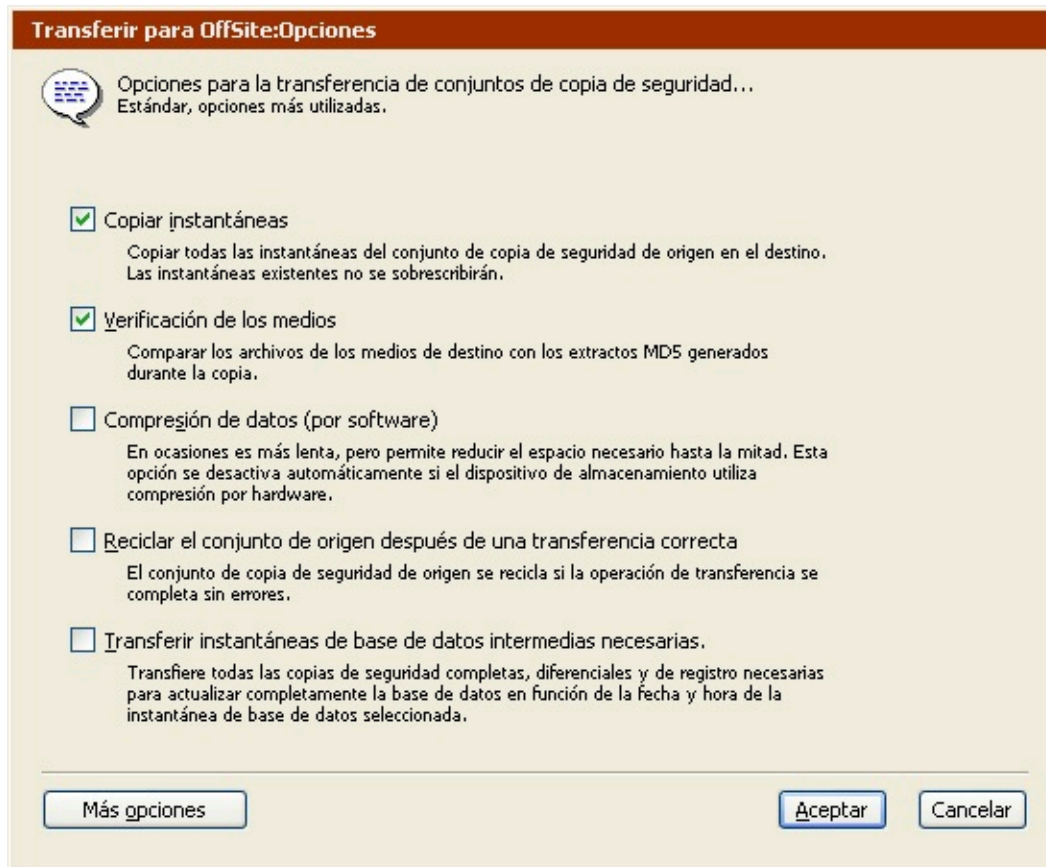 Transferir para OffSite:Opciones
Opciones para la transferencia de conjuntos de copia de seguridad...
Estándar, opciones más utilizadas.
Copiar instantáneas
Copiar todas las instantáneas del conjunto de copia de seguridad de origen en el destino.
Las instantáneas existentes no se sobrescribirán.
Verificación de los medios
Comparar los archivos de los medios de destino con los extractos MD5 generados
durante la copia.
Compresión de datos (por software)
En ocasiones es más lenta, pero permite reducir el espacio necesario hasta la mitad. Esta
opción se desactiva automáticamente si el dispositivo de almacenamiento utiliza
compresión por hardware.
Reciclar el conjunto de origen después de una transferencia correcta
El conjunto de copia de seguridad de origen se recicla si la operación de transferencia se
completa sin errores.
Transferir instantáneas de base de datos intermedias necesarias.
Transfiere todas las copias de seguridad completas, diferenciales y de registro necesarias
para actualizar completamente la base de datos en función de la fecha y hora de la
instantánea de base de datos seleccionada.
Más opciones
Aceptar
Cancelar